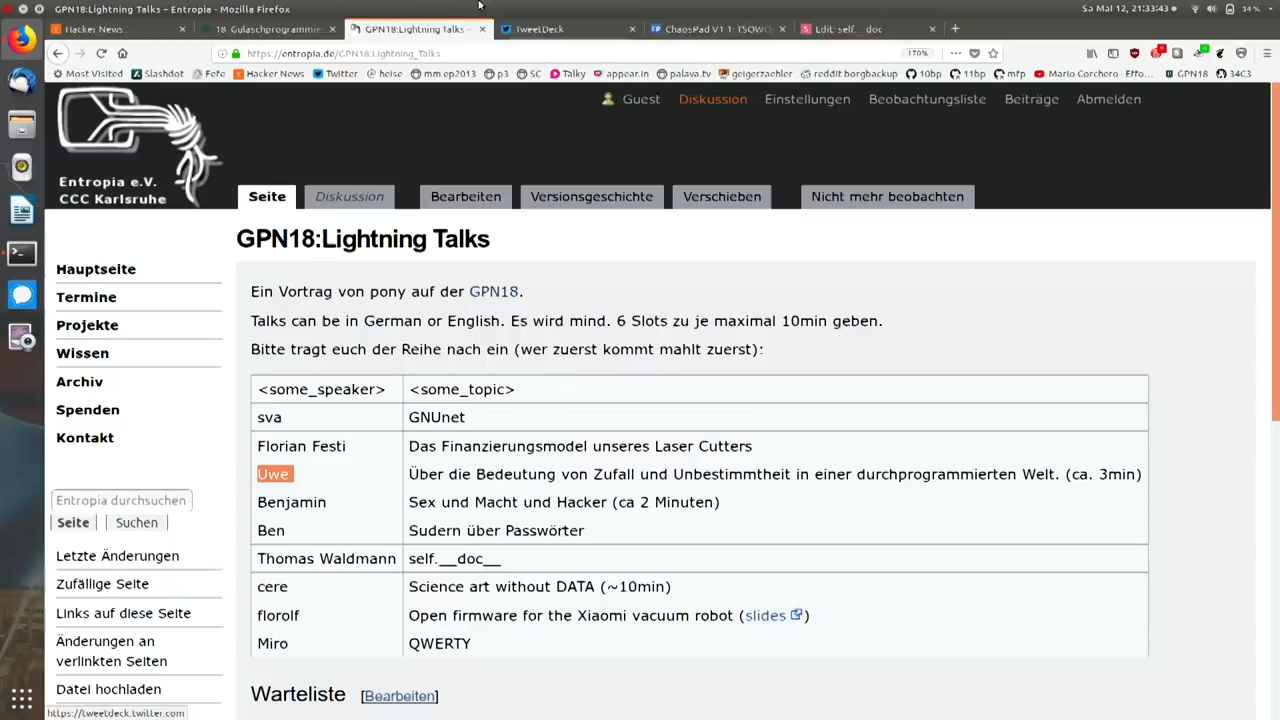 GPN18:Lightning Talks – Entropia - Mozilla Firefox
Sa Mai 12, 21:33:43
34 %
Hacker News
18. Gulaschprogrammie
GPN18:Lightning Talks –
TweetDeck
ChaosPad V1.1: TSOWO
Edit: self.__doc__
https://entropia.de/GPN18:Lightning_Talks
170%
Most Visited
Slashdot
Fefe
Hacker News
Twitter
heise
mm ep2013
p3
SC
Talky
appear.in
palava.tv
geigerzaehler
reddit borgbackup
10bp
11bp
mfp
Mario Corchero - Effo...
GPN18
34C3
Guest
Diskussion
Einstellungen
Beobachtungsliste
Beiträge
Abmelden
Entropia e.V.
CCC Karlsruhe
Seite
Diskussion
Bearbeiten
Versionsgeschichte
Verschieben
Nicht mehr beobachten
Hauptseite
Termine
Projekte
Wissen
Archiv
Spenden
Kontakt
Entropia durchsuchen
Seite
Suchen
Letzte Änderungen
Zufällige Seite
Links auf diese Seite
Änderungen an
verlinkten Seiten
Datei hochladen
https://tweetdeck.twitter.com
GPN18:Lightning Talks
Ein Vortrag von pony auf der GPN18.
Talks can be in German or English. Es wird mind. 6 Slots zu je maximal 10min geben.
Bitte tragt euch der Reihe nach ein (wer zuerst kommt mahlt zuerst):
<some_speaker> <some_topic>
sva GNUnet
Florian Festi Das Finanzierungsmodel unseres Laser Cutters
Uwe Über die Bedeutung von Zufall und Unbestimmtheit in einer durchprogrammierten Welt. (ca. 3min)
Benjamin Sex und Macht und Hacker (ca 2 Minuten)
Ben Sudern über Passwörter
Thomas Waldmann self.__doc__
cere Science art without DATA (~10min)
florolf Open firmware for the Xiaomi vacuum robot (slides)
Miro QWERTY
Warteliste [Bearbeiten]